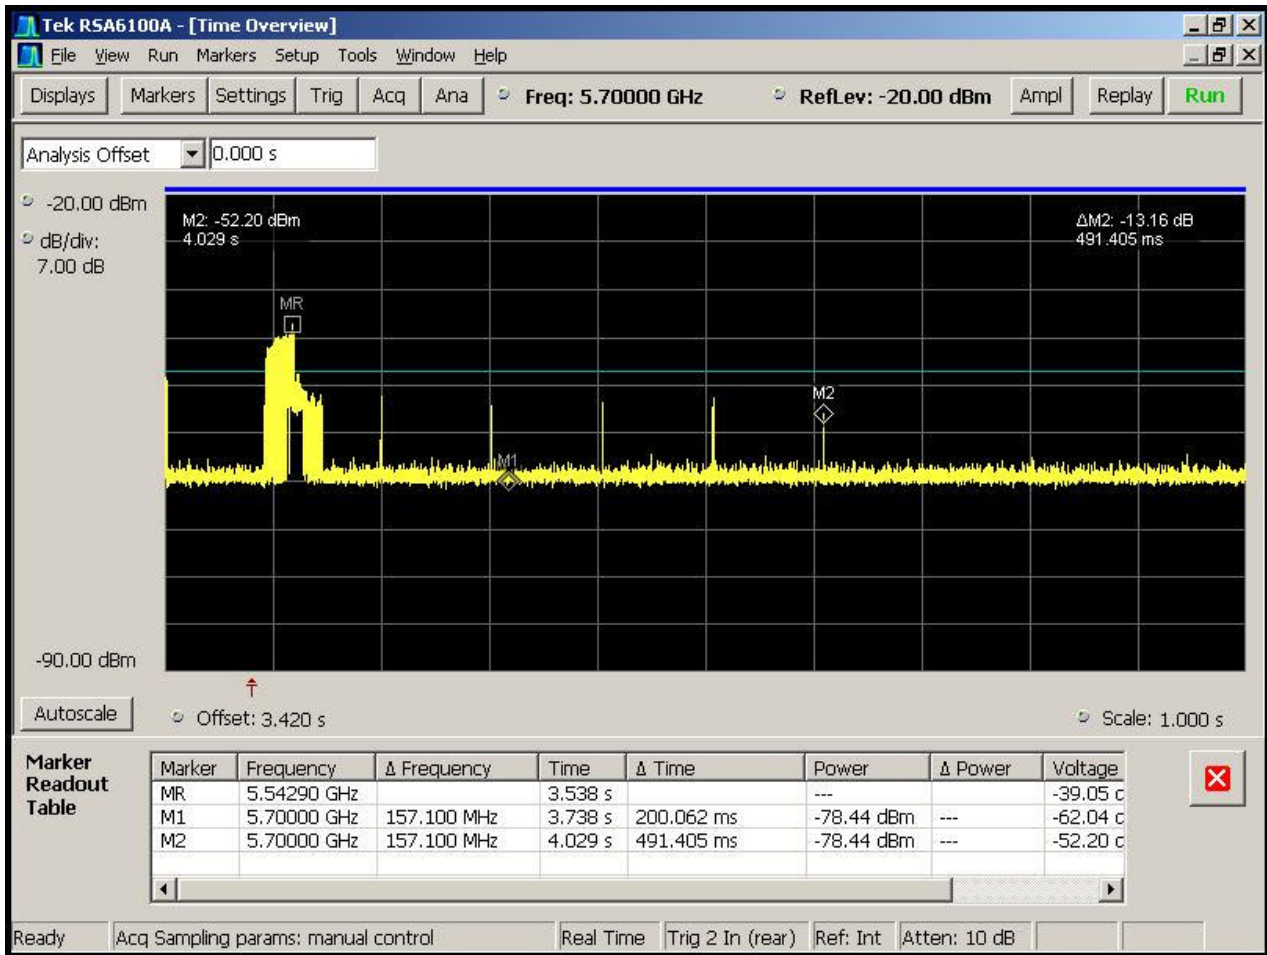 Tek RSA6100A - [Time Overview]
File View Run Markers Setup Tools Window Help
Displays Markers Settings Trig Acq Ana Freq: 5.70000 GHz RefLev: -20.00 dBm Ampl Replay Run
Analysis Offset 0.000 s
-20.00 dBm
dB/div:
7.00 dB
M2: -52.20 dBm
4.029 s
ΔM2: -13.16 dB
491.405 ms
MR
M2
M1
-90.00 dBm
Autoscale Offset: 3.420 s Scale: 1.000 s
Marker
Readout
Table
Marker Frequency Δ Frequency Time Δ Time Power Δ Power Voltage
MR 5.54290 GHz 3.538 s --- -39.05 c
M1 5.70000 GHz 157.100 MHz 3.738 s 200.062 ms -78.44 dBm --- -62.04 c
M2 5.70000 GHz 157.100 MHz 4.029 s 491.405 ms -78.44 dBm --- -52.20 c
Ready Acq Sampling params: manual control Real Time Trig 2 In (rear) Ref: Int Atten: 10 dB